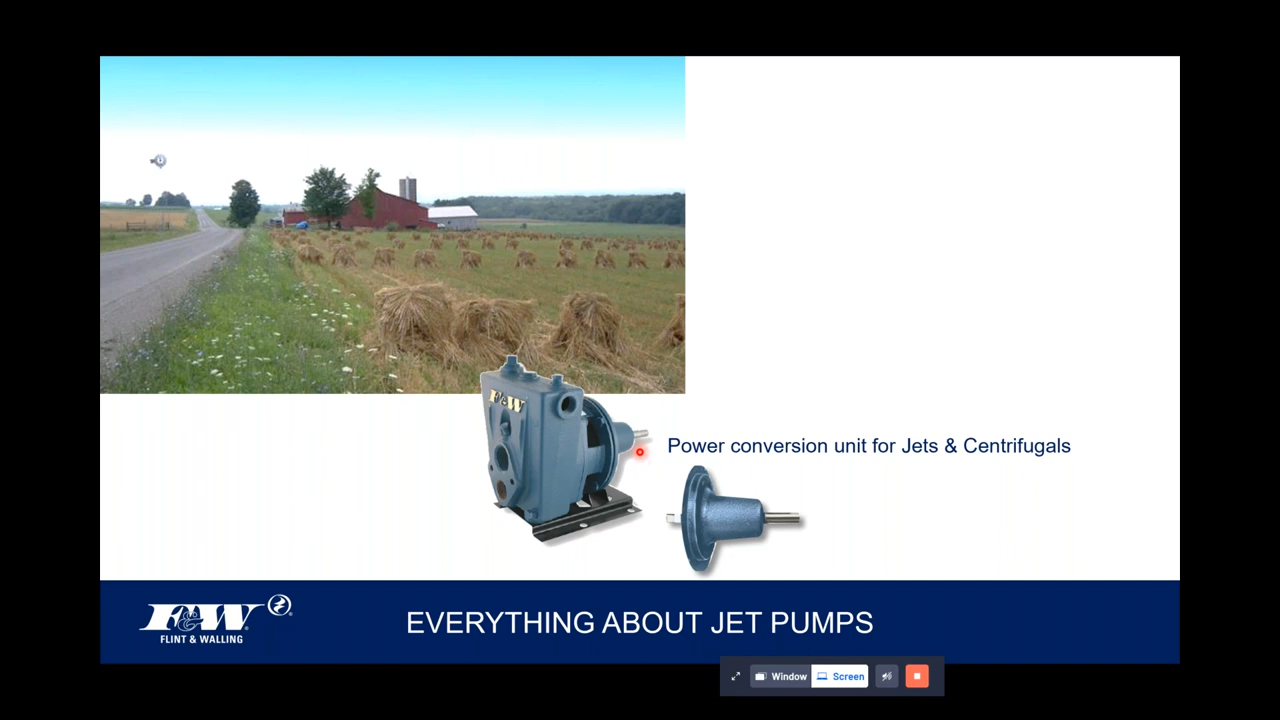 F&W
Power conversion unit for Jets & Centrifugals
F&W
FLINT & WALLING
EVERYTHING ABOUT JET PUMPS
Window
Screen